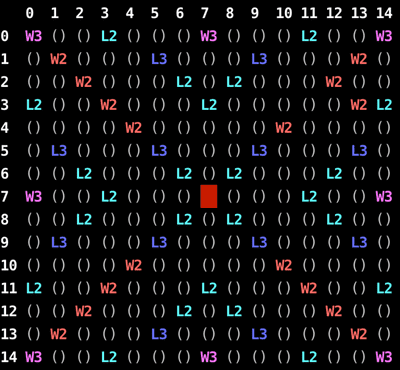 0 1 2 3 4 5 6 7 8 9 10 11 12 13 14
0 W3 () () L2 () () () W3 () () () L2 () () W3
1 () W2 () () () L3 () () () L3 () () () W2 ()
2 () () W2 () () () L2 () L2 () () () W2 () ()
3 L2 () () W2 () () () L2 () () () () () W2 L2
4 () () () () W2 () () () () () W2 () () () ()
5 () L3 () () () L3 () () () L3 () () () L3 ()
6 () () L2 () () () L2 () L2 () () () L2 () ()
7 W3 () () L2 () () () () () () L2 () () W3
8 () () L2 () () () L2 () L2 () () () L2 () ()
9 () L3 () () () L3 () () () L3 () () () L3 ()
10 () () () () W2 () () () () () W2 () () () ()
11 L2 () () W2 () () () L2 () () () W2 () () L2
12 () () W2 () () () L2 () L2 () () () W2 () ()
13 () W2 () () () L3 () () () L3 () () () W2 ()
14 W3 () () L2 () () () W3 () () () L2 () () W3